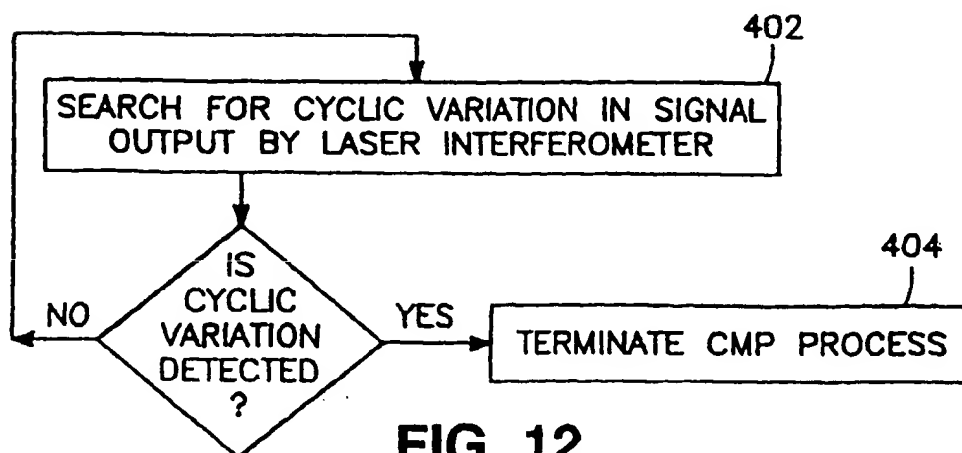 402
SEARCH FOR CYCLIC VARIATION IN SIGNAL
OUTPUT BY LASER INTERFEROMETER
IS
CYCLIC
VARIATION
DETECTED
?
NO
YES
404
TERMINATE CMP PROCESS
FIG. 12